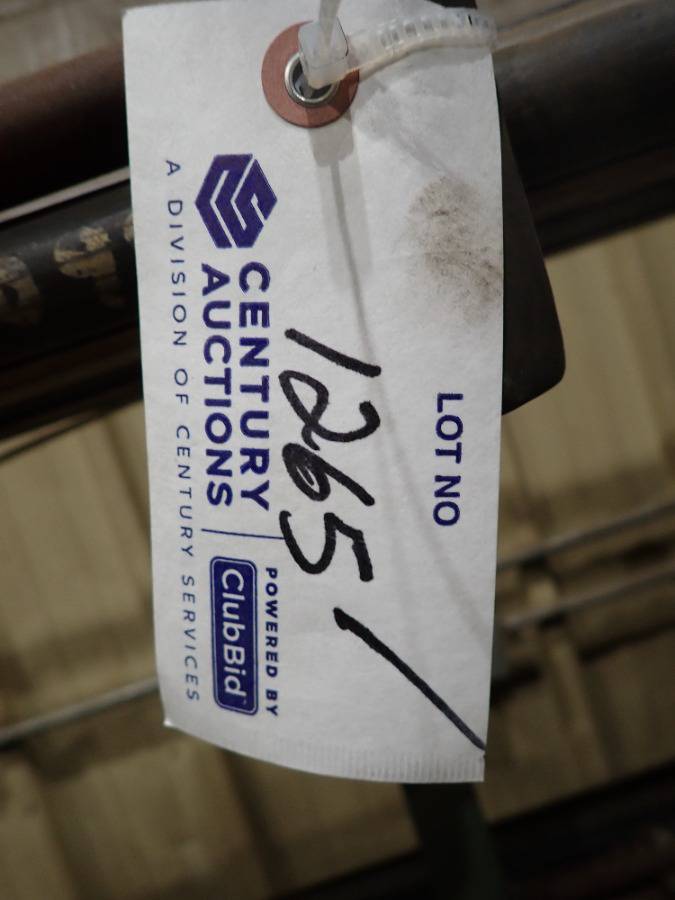 LOT NO
1265 /
CENTURY
AUCTIONS
POWERED BY
ClubBid
A DIVISION OF CENTURY SERVICES